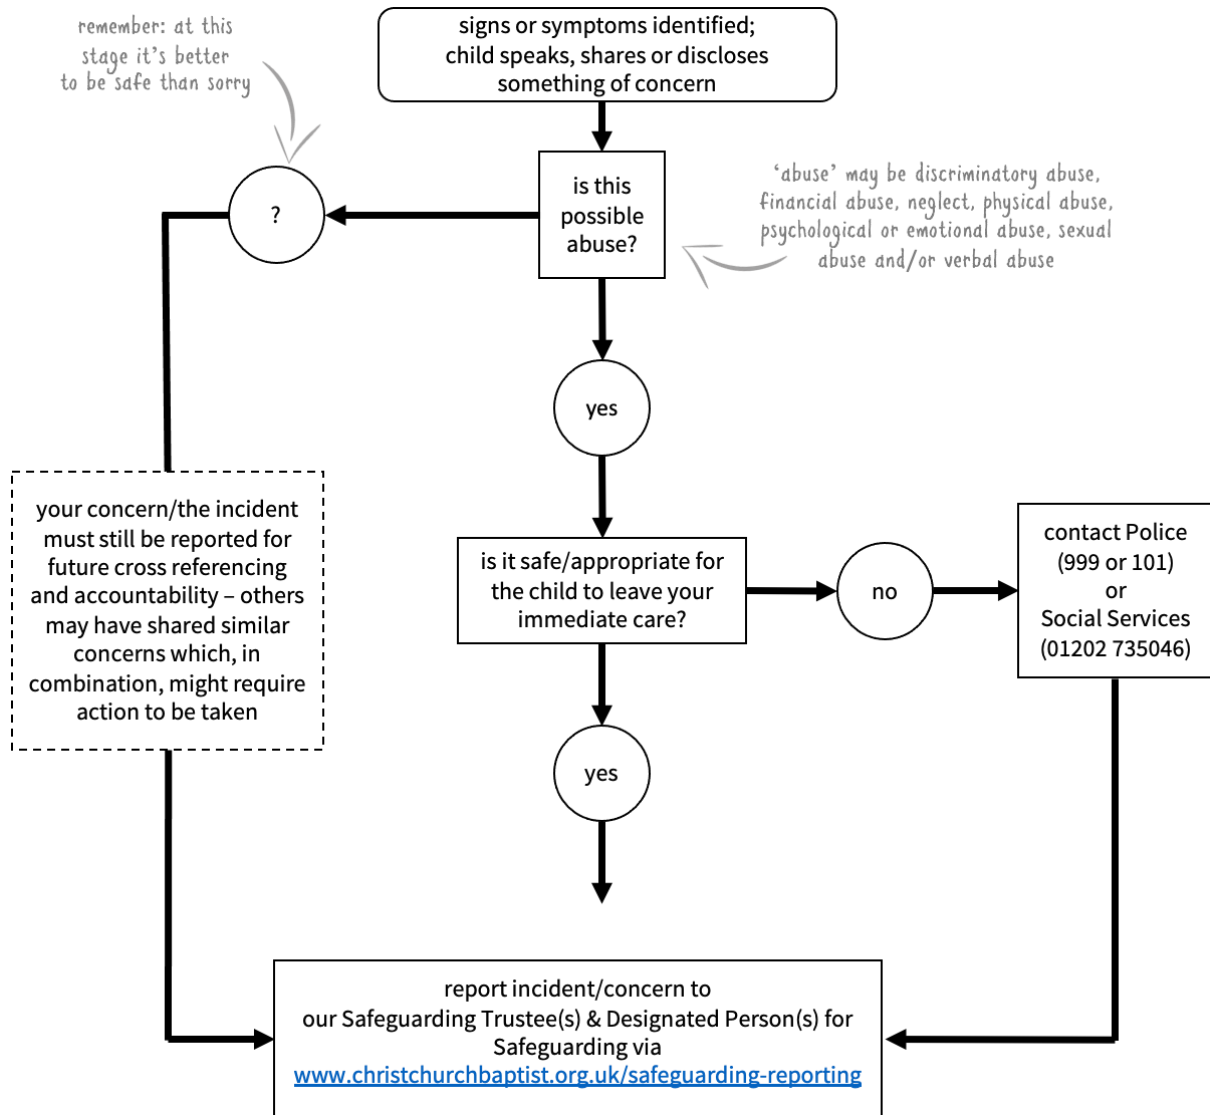 remember: at this
stage it's better
to be safe than sorry
signs or symptoms identified;
child speaks, shares or discloses
something of concern
?
is this
possible
abuse?
'abuse' may be discriminatory abuse,
financial abuse, neglect, physical abuse,
psychological or emotional abuse, sexual
abuse and/or verbal abuse
yes
your concern/the incident
must still be reported for
future cross referencing
and accountability – others
may have shared similar
concerns which, in
combination, might require
action to be taken
is it safe/appropriate for
the child to leave your
immediate care?
no
contact Police
(999 or 101)
or
Social Services
(01202 735046)
yes
report incident/concern to
our Safeguarding Trustee(s) & Designated Person(s) for
Safeguarding via
www.christchurchbaptist.org.uk/safeguarding-reporting